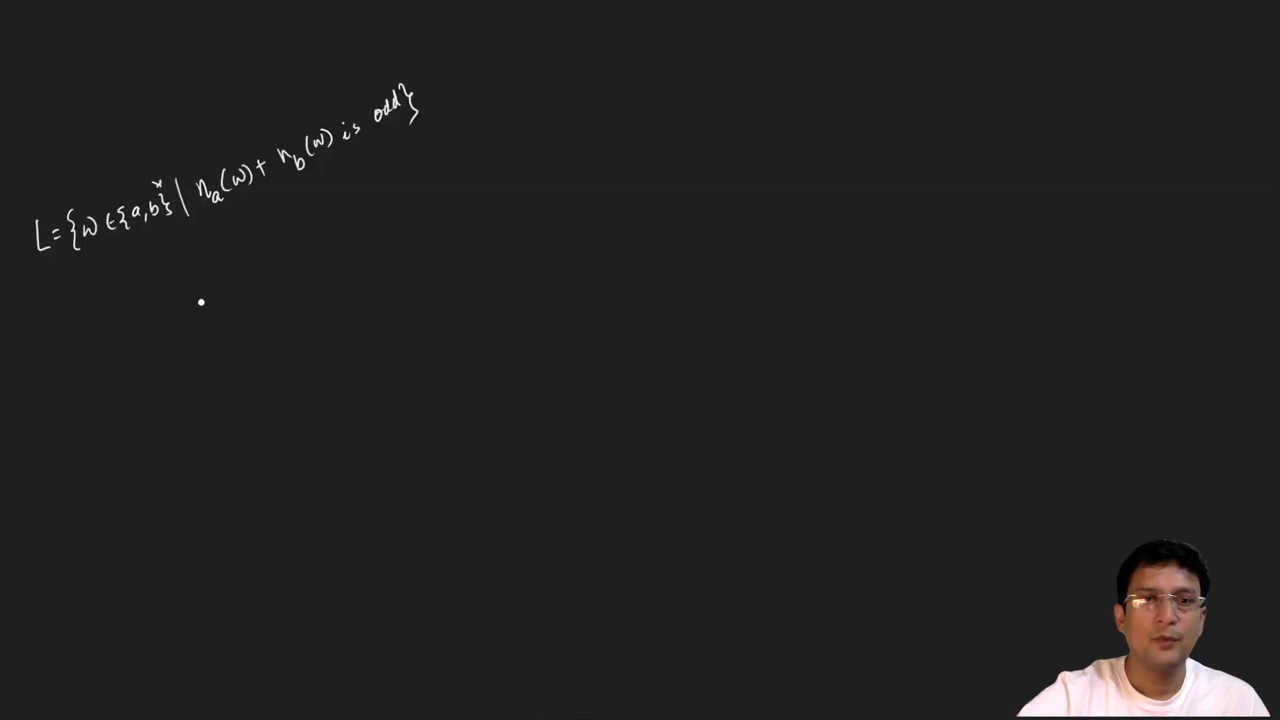 L = {w ∈ {a,b}* | n_a(w) + n_b(w) is odd}